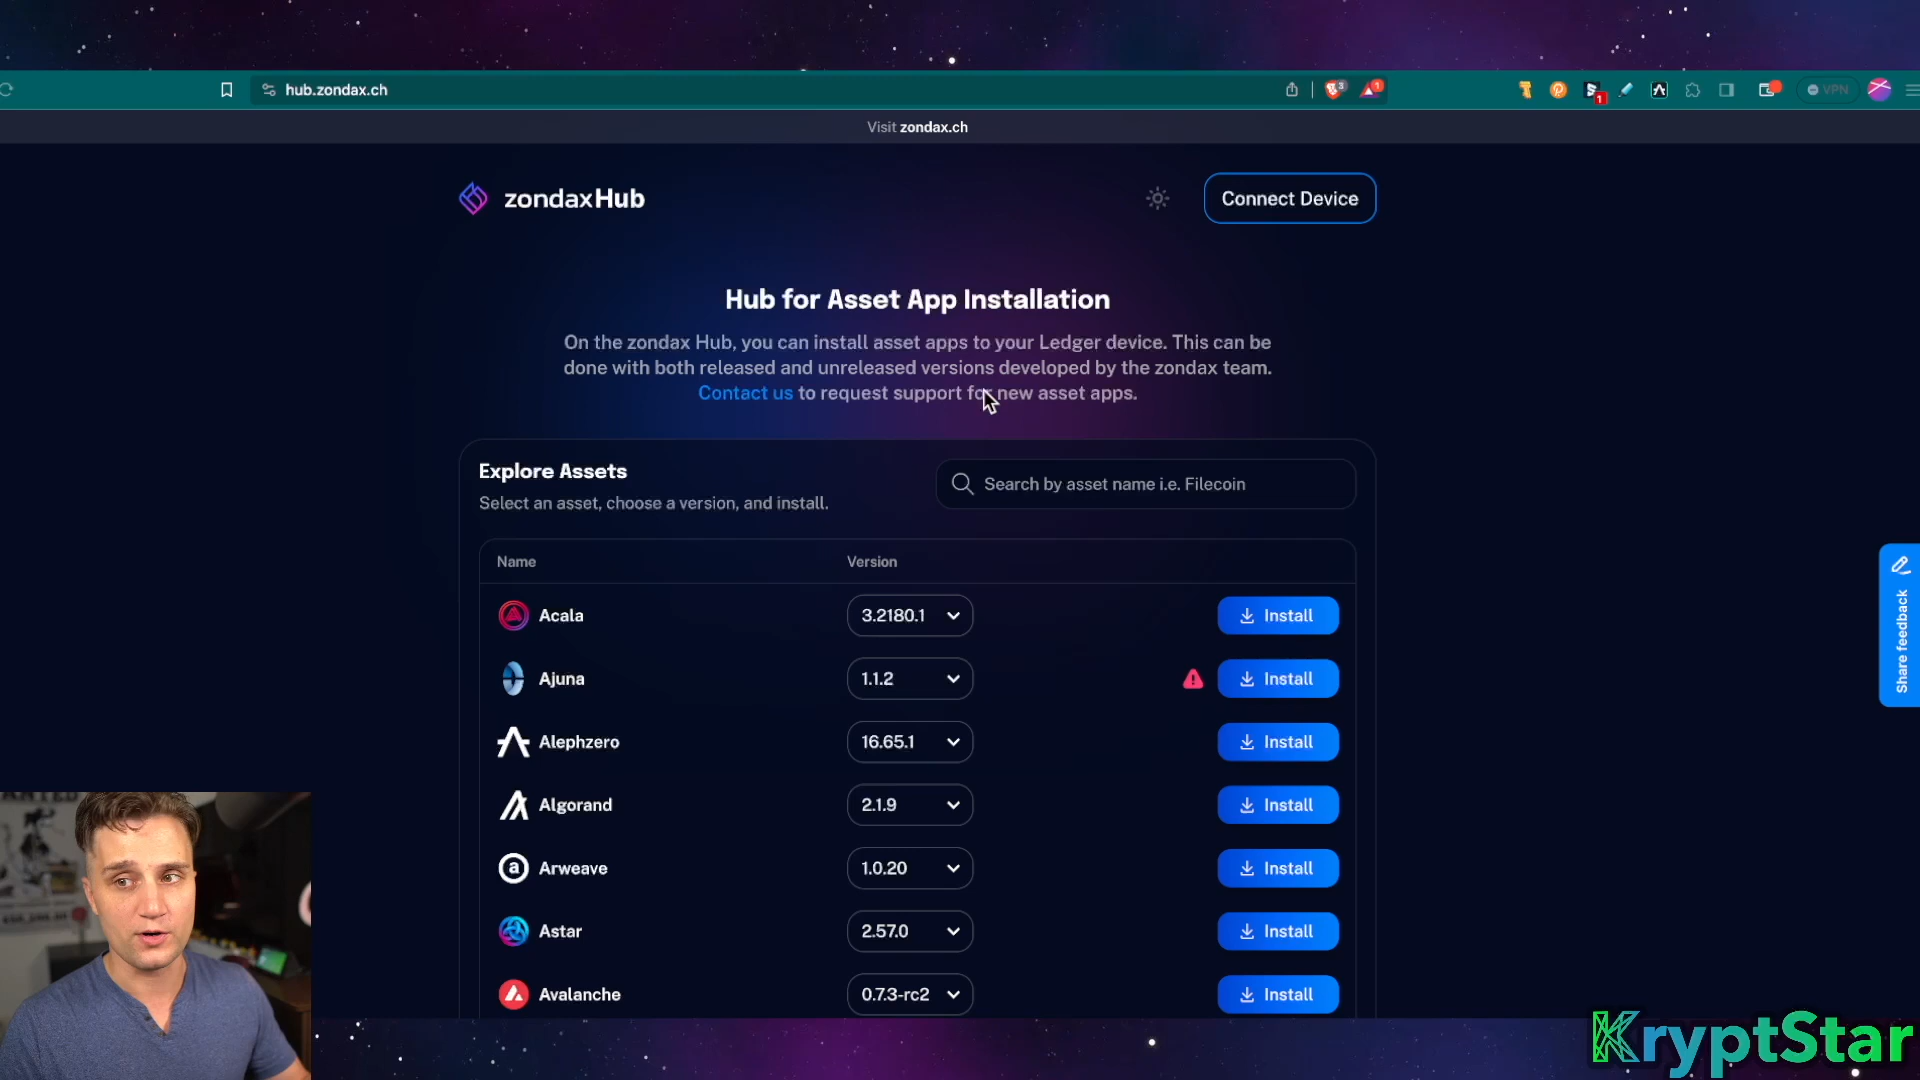 hub.zondax.ch
3
1
1
VPN
Visit zondax.ch
zondaxHub
Connect Device
Hub for Asset App Installation
On the zondax Hub, you can install asset apps to your Ledger device. This can be
done with both released and unreleased versions developed by the zondax team.
Contact us to request support for new asset apps.
Explore Assets
Select an asset, choose a version, and install.
Search by asset name i.e. Filecoin
Name Version
Acala 3.2180.1 Install
Ajuna 1.1.2 Install
Alephzero 16.65.1 Install
Algorand 2.1.9 Install
Arweave 1.0.20 Install
Astar 2.57.0 Install
Avalanche 0.7.3-rc2 Install
Share feedback
KryptStar